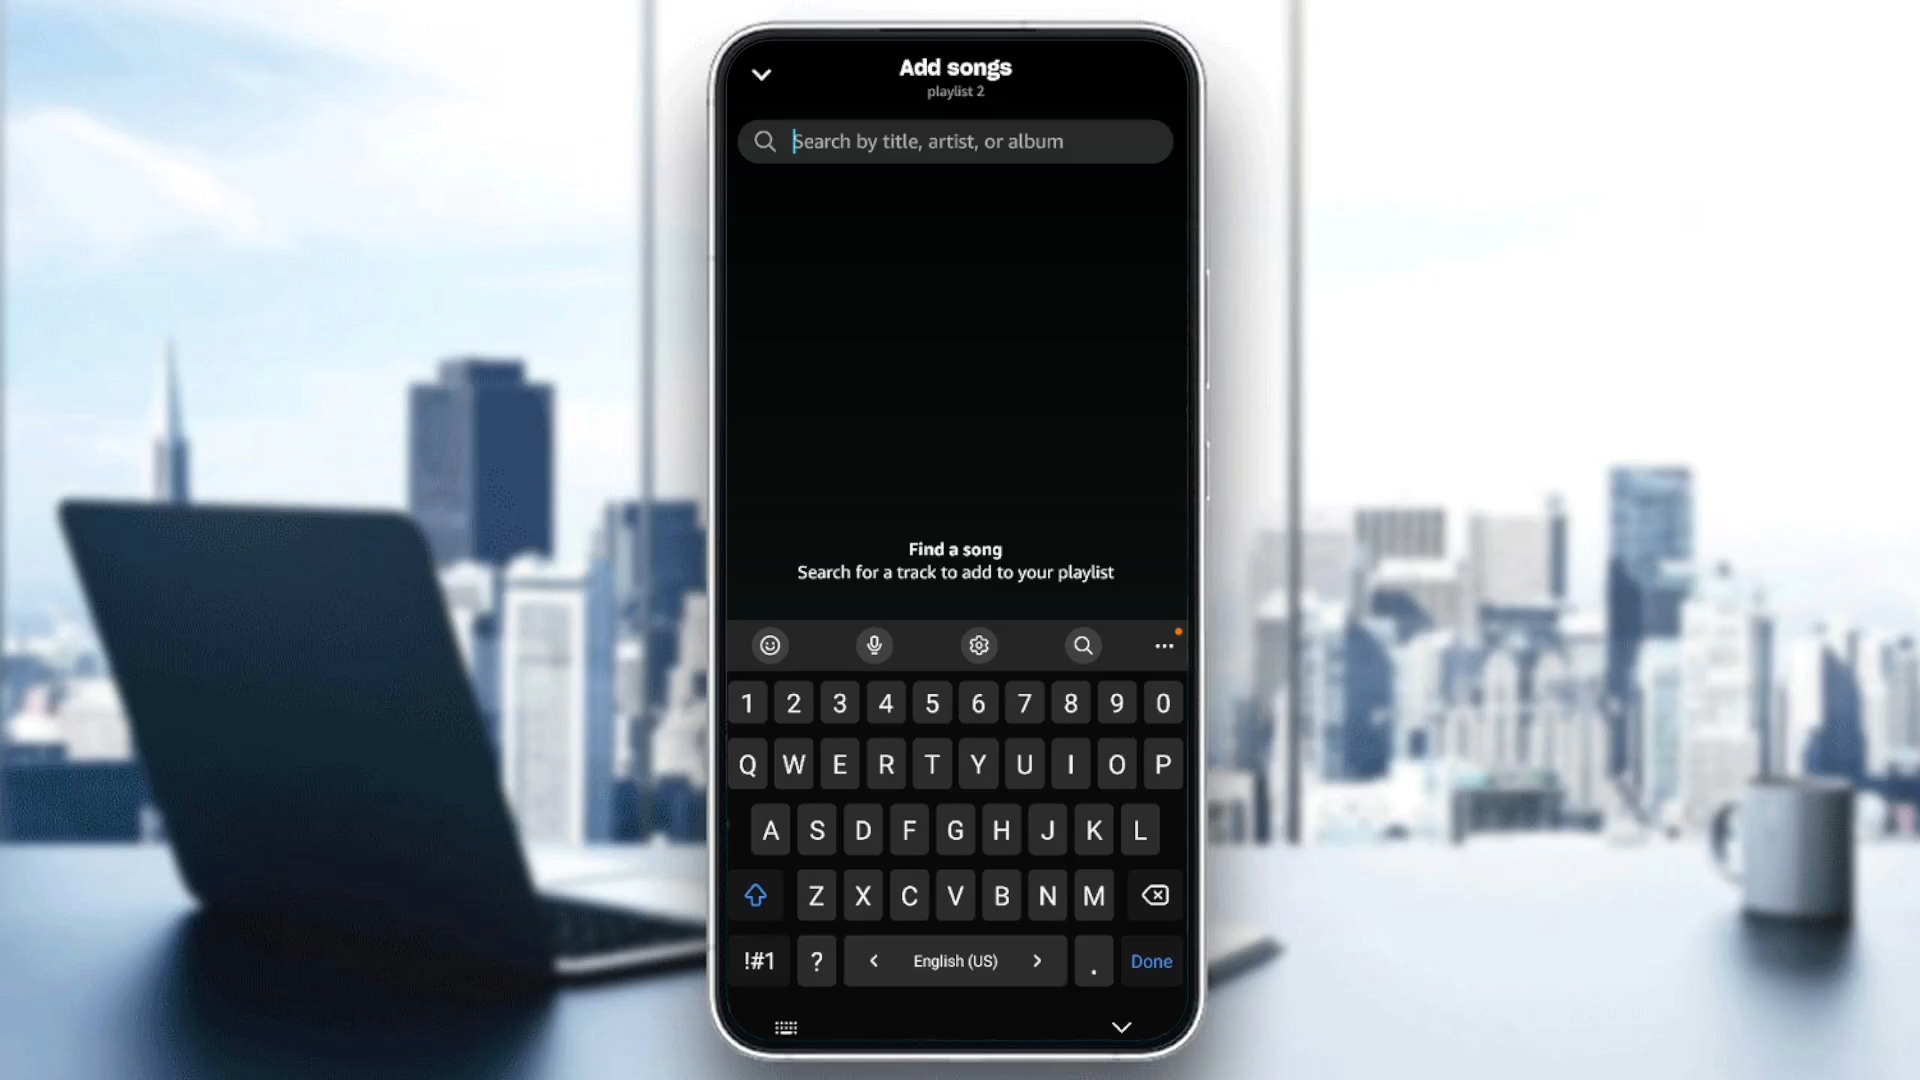 Add songs
playlist 2
Search by title, artist, or album
Find a song
Search for a track to add to your playlist
1 2 3 4 5 6 7 8 9 0
Q W E R T Y U I O P
A S D F G H J K L
Z X C V B N M
!#1 ? < English (US) > . Done